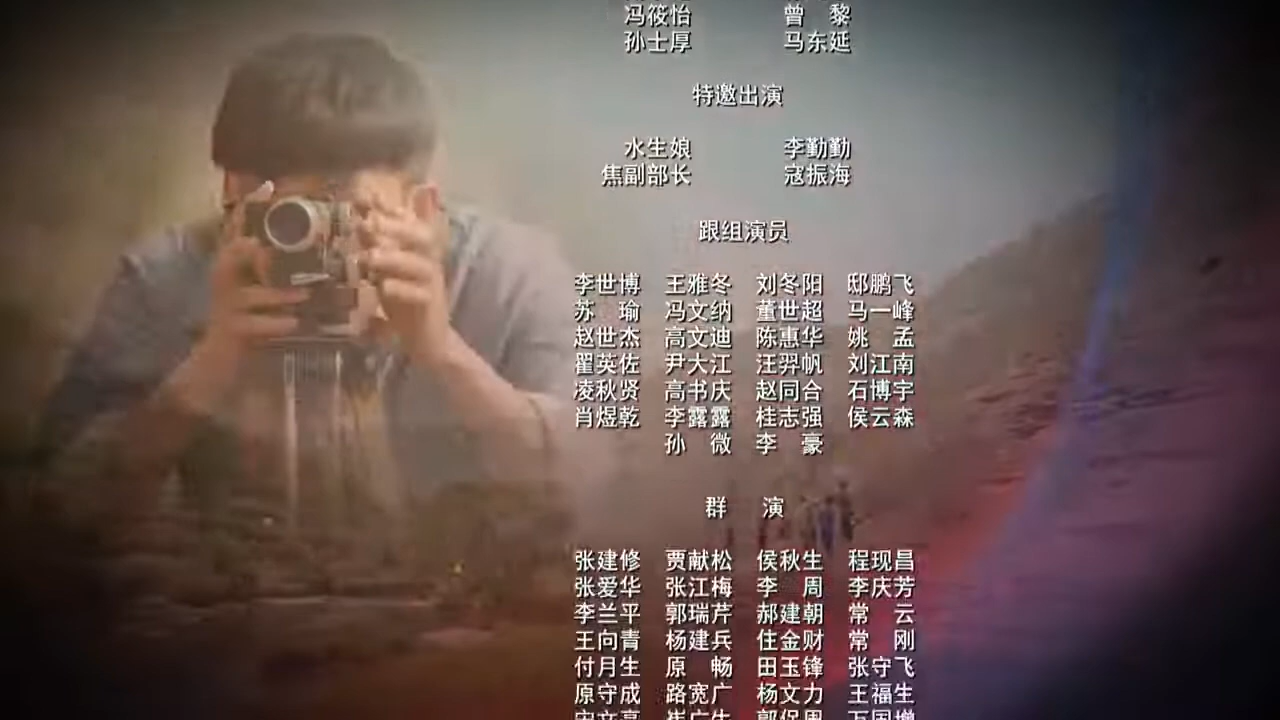 冯筱怡 曾 黎
孙士厚 马东延
特邀出演
水生娘 李勤勤
焦副部长 寇振海
跟组演员
李世博 王雅冬 刘冬阳 邸鹏飞
苏 瑜 冯文纳 董世超 马一峰
赵世杰 高文迪 陈惠华 姚 孟
翟英佐 尹大江 汪羿帆 刘江南
凌秋贤 高书庆 赵同合 石博宇
肖煜乾 李露露 桂志强 侯云森
孙 微 李 豪
群 演
张建修 贾献松 侯秋生 程现昌
张爱华 张江梅 李 周 李庆芳
李兰平 郭瑞芹 郝建朝 常 云
王向青 杨建兵 住金财 常 刚
付月生 原 畅 田玉锋 张守飞
原守成 路宽广 杨文力 王福生